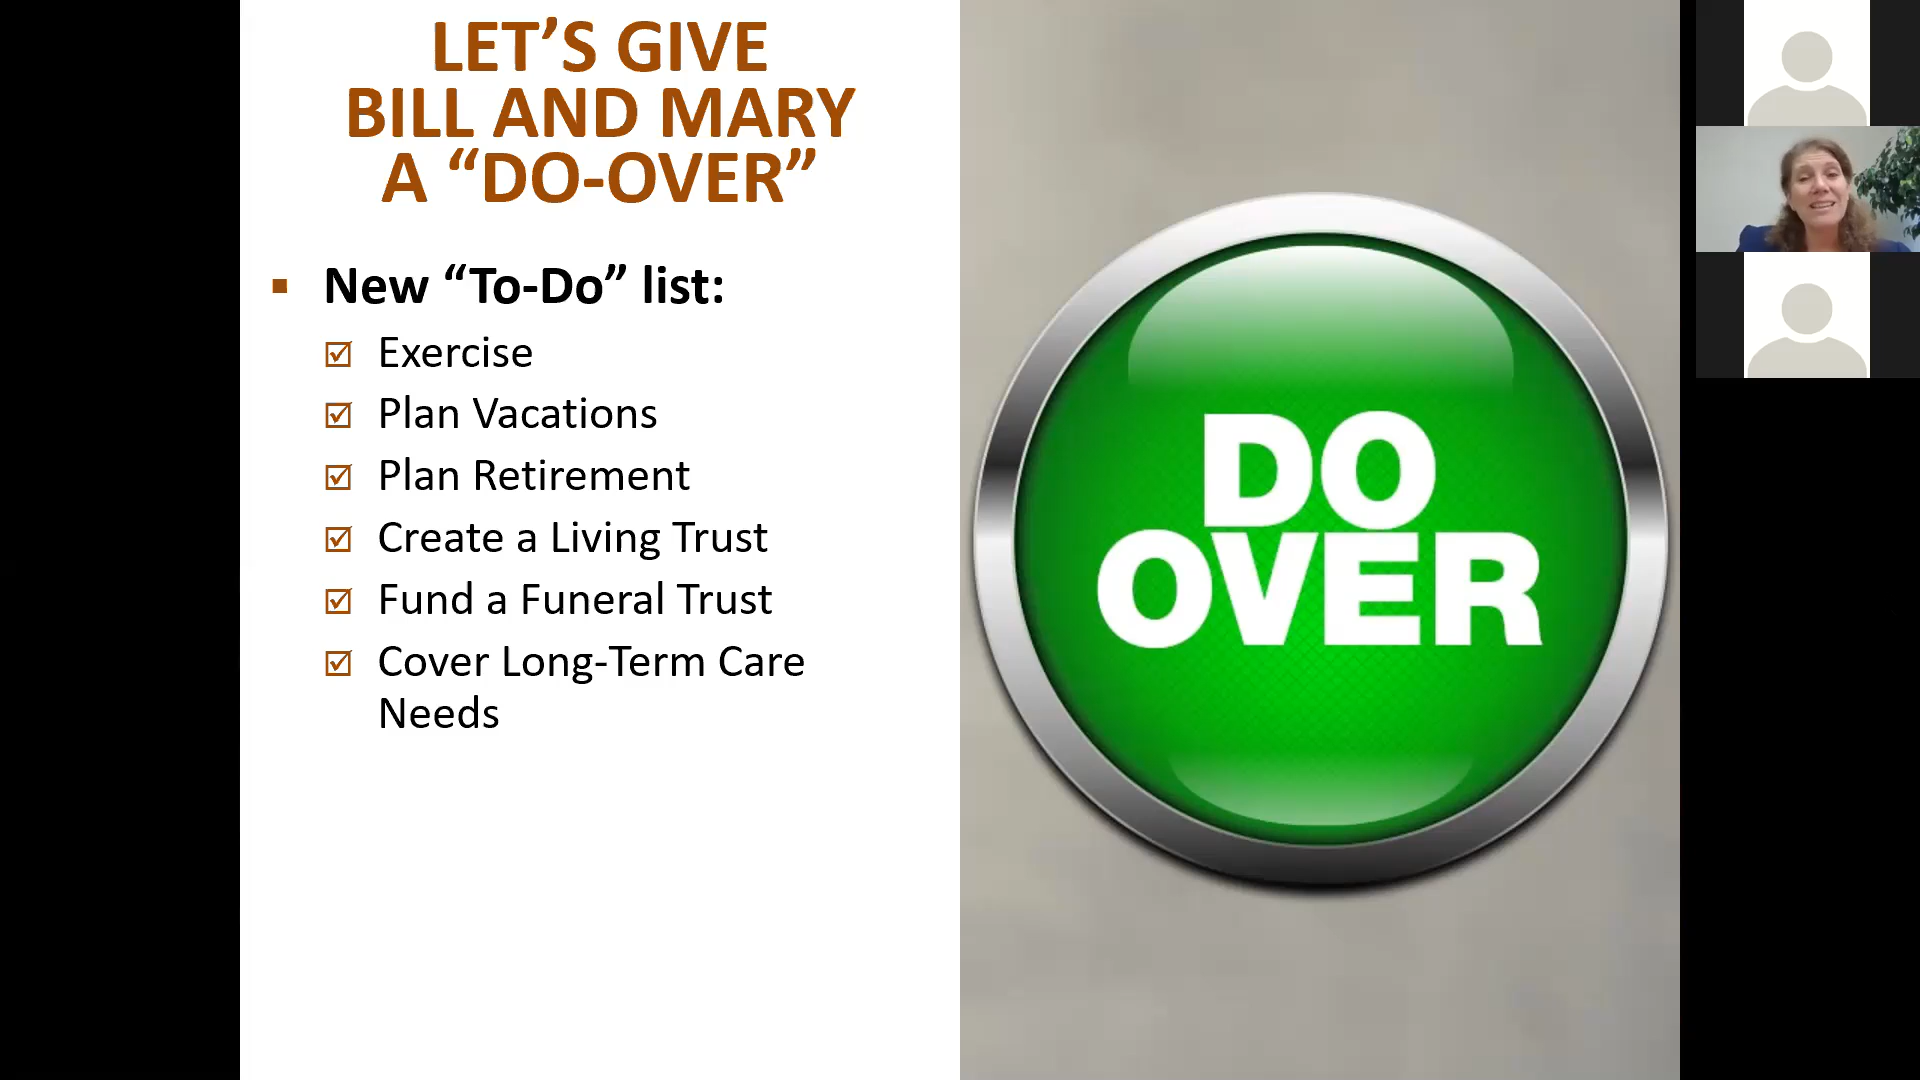 LET’S GIVE
BILL AND MARY
A “DO-OVER”
▪ New “To-Do” list:
☑ Exercise
☑ Plan Vacations
☑ Plan Retirement
☑ Create a Living Trust
☑ Fund a Funeral Trust
☑ Cover Long-Term Care
Needs
DO
OVER